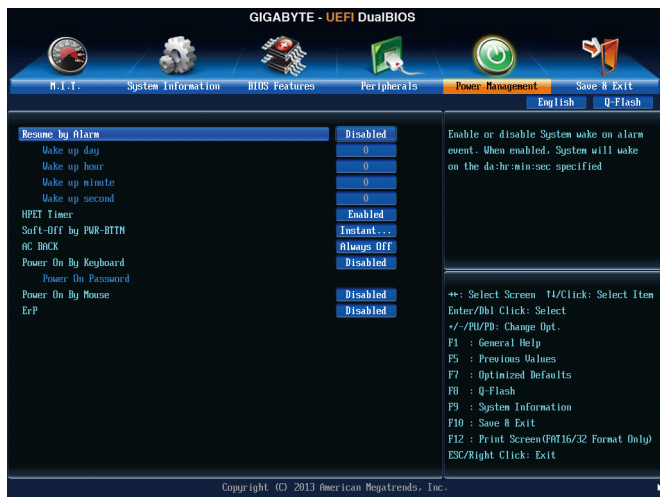 GIGABYTE - UEFI DualBIOS
M.I.T. System Information BIOS Features Peripherals Power Management Save & Exit
English Q-Flash
Resume by Alarm Disabled
Wake up day 0
Wake up hour 0
Wake up minute 0
Wake up second 0
HPET Timer Enabled
Soft-Off by PWR-BTTN Instant...
AC BACK Always Off
Power On By Keyboard Disabled
Power On Password
Power On By Mouse Disabled
ErP Disabled
Enable or disable System wake on alarm
event. When enabled, System will wake
on the da:hr:min:sec specified
→←: Select Screen ↑↓/Click: Select Item
Enter/Dbl Click: Select
+/-/PU/PD: Change Opt.
F1 : General Help
F5 : Previous Values
F7 : Optimized Defaults
F8 : Q-Flash
F9 : System Information
F10 : Save & Exit
F12 : Print Screen(FAT16/32 Format Only)
ESC/Right Click: Exit
Copyright (C) 2013 American Megatrends, Inc.